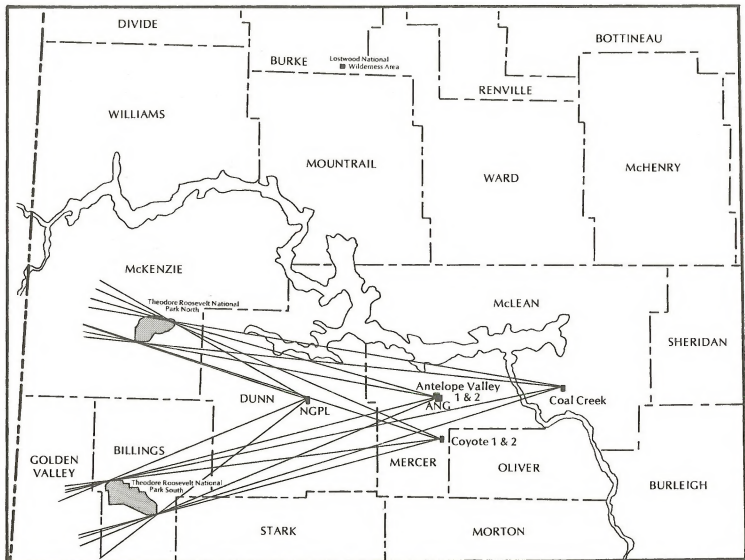 DIVIDE
BOTTINEAU
BURKE
Lostwood National
Wilderness Area
RENVILLE
WILLIAMS
MOUNTRAIL
WARD
McHENRY
McKENZIE
Theodore Roosevelt National
Park North
McLEAN
SHERIDAN
DUNN
NGPL
Antelope Valley
1 & 2
ANG
Coal Creek
GOLDEN
VALLEY
BILLINGS
Coyote 1 & 2
MERCER
OLIVER
BURLEIGH
Theodore Roosevelt National
Park South
STARK
MORTON